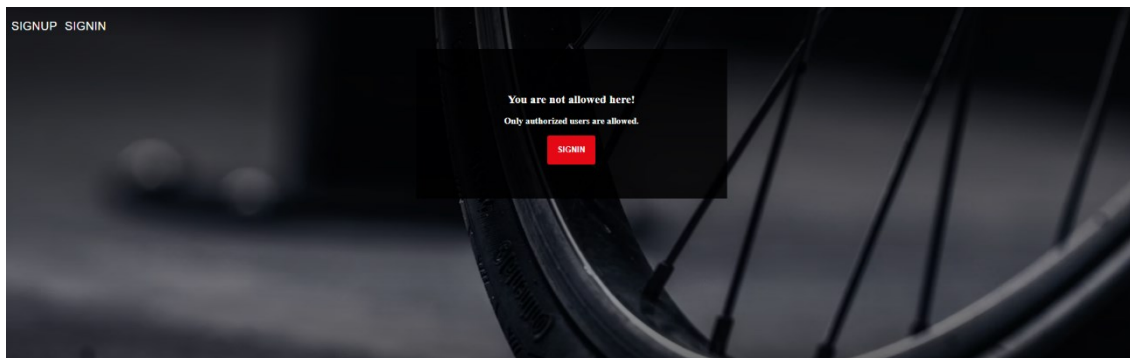 SIGNUP SIGNIN
You are not allowed here!
Only authorized users are allowed.
SIGNIN